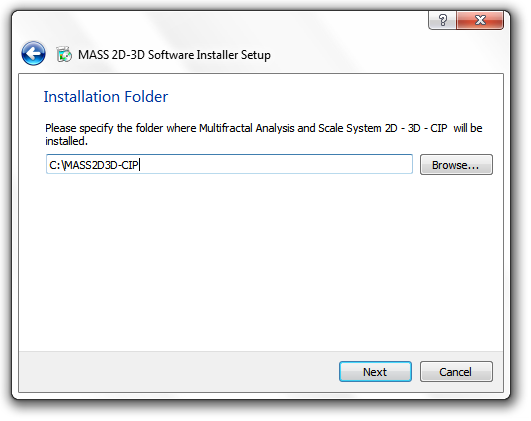 ?
MASS 2D-3D Software Installer Setup
Installation Folder
Please specify the folder where Multifractal Analysis and Scale System 2D - 3D - CIP will be
installed.
C:\MASS2D3D-CIP
Browse...
Next
Cancel